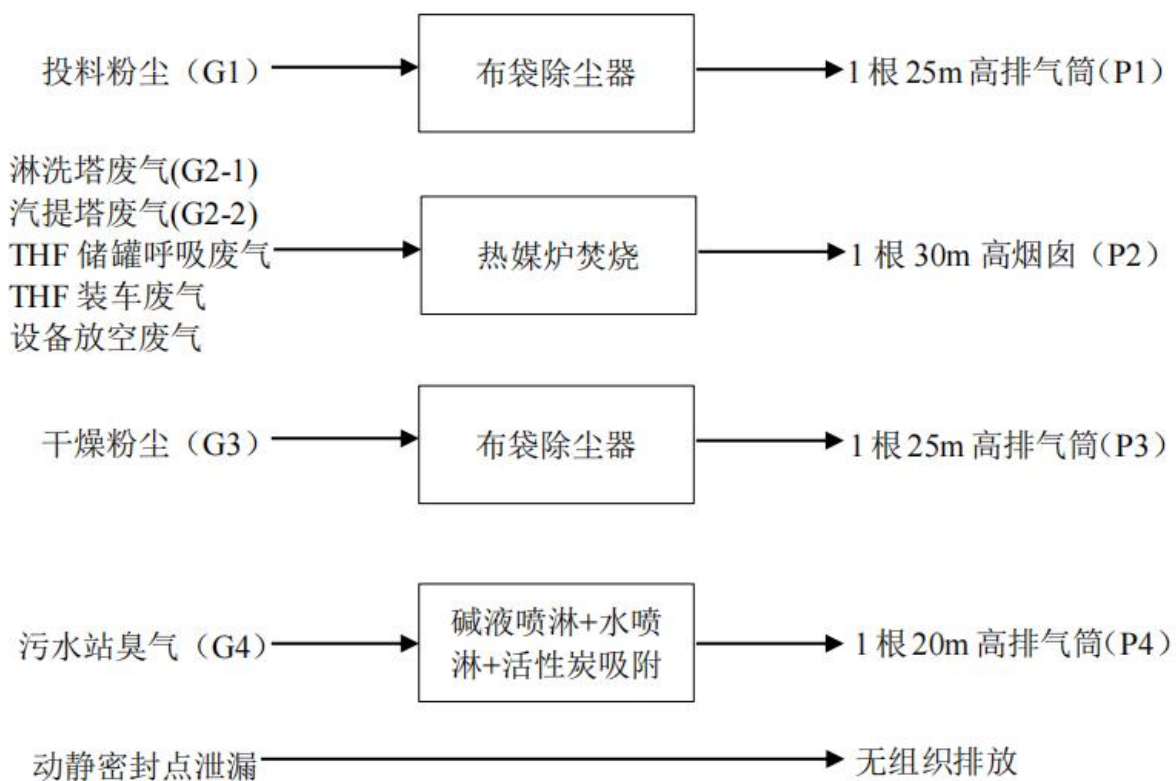 投料粉尘（G1）
布袋除尘器
1 根 25m 高排气筒(P1）
淋洗塔废气(G2-1)
汽提塔废气(G2-2)
THF 储罐呼吸废气
THF 装车废气
设备放空废气
热媒炉焚烧
1 根 30m 高烟囱（P2）
干燥粉尘（G3）
布袋除尘器
1 根 25m 高排气筒(P3）
污水站臭气（G4）
碱液喷淋+水喷
淋+活性炭吸附
1 根 20m 高排气筒(P4）
动静密封点泄漏
无组织排放